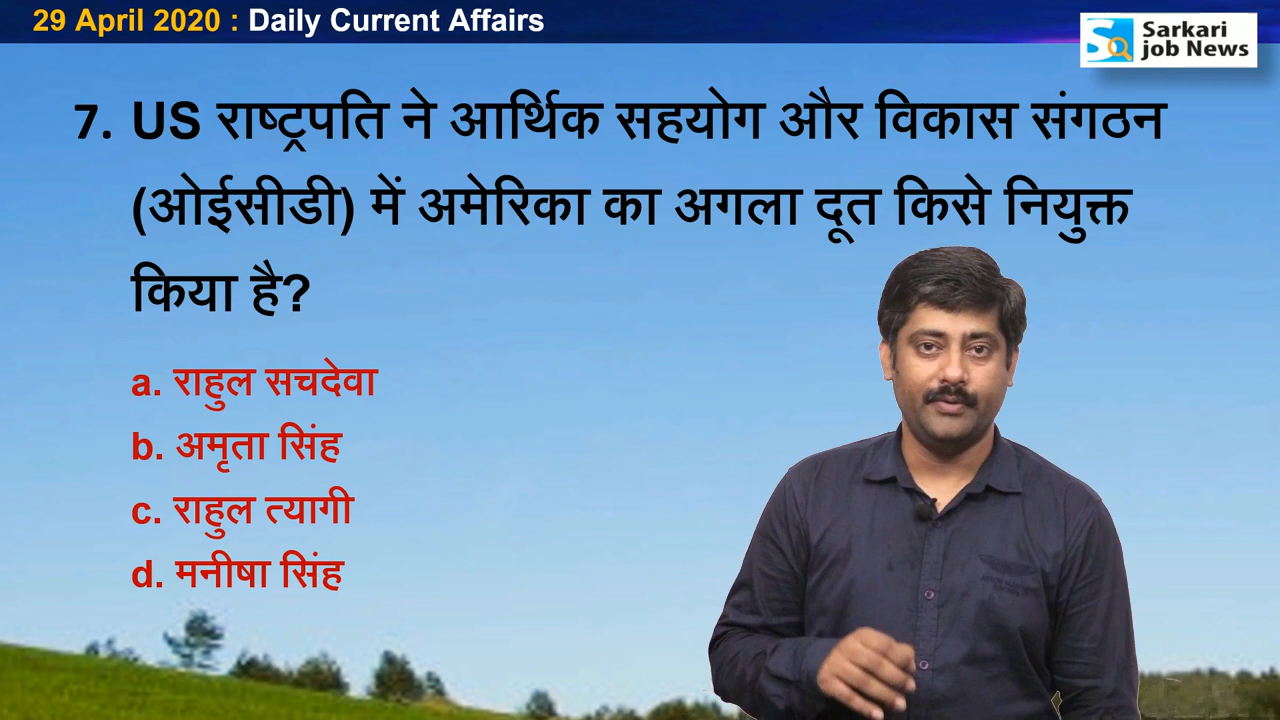 29 April 2020 : Daily Current Affairs
Sarkari
job News
7. US राष्ट्रपति ने आर्थिक सहयोग और विकास संगठन
(ओईसीडी) में अमेरिका का अगला दूत किसे नियुक्त
किया है?
a. राहुल सचदेवा
b. अमृता सिंह
c. राहुल त्यागी
d. मनीषा सिंह